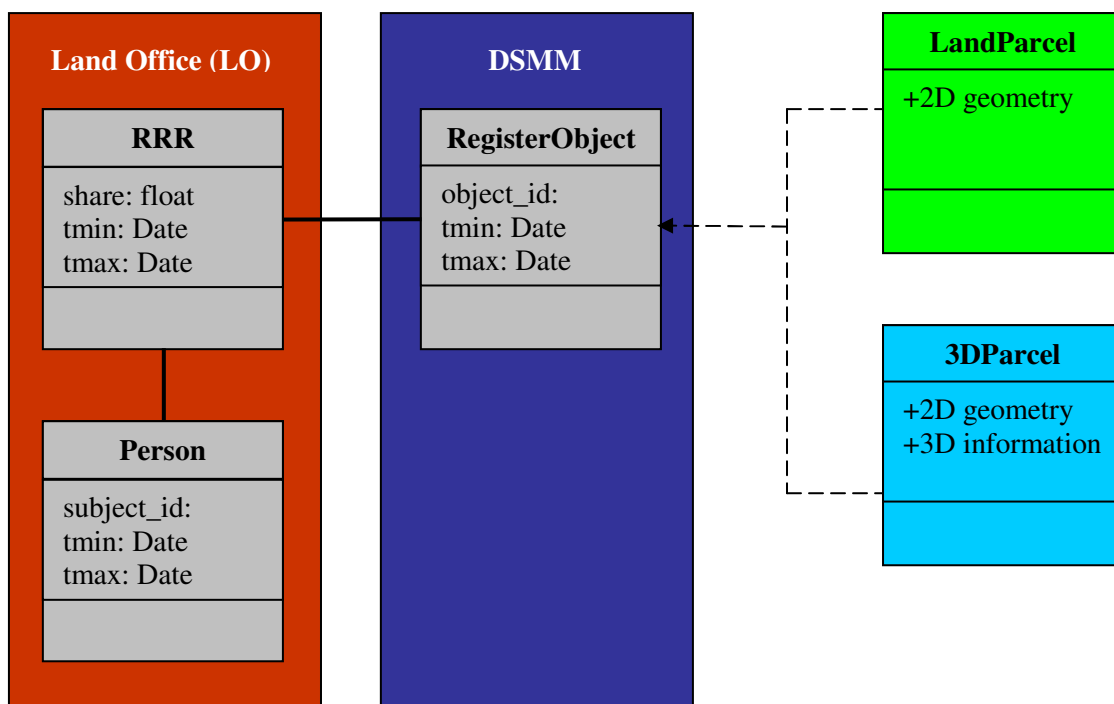 Land Office (LO)
RRR
share: float
tmin: Date
tmax: Date
Person
subject_id:
tmin: Date
tmax: Date
DSMM
RegisterObject
object_id:
tmin: Date
tmax: Date
LandParcel
+2D geometry
3DParcel
+2D geometry
+3D information